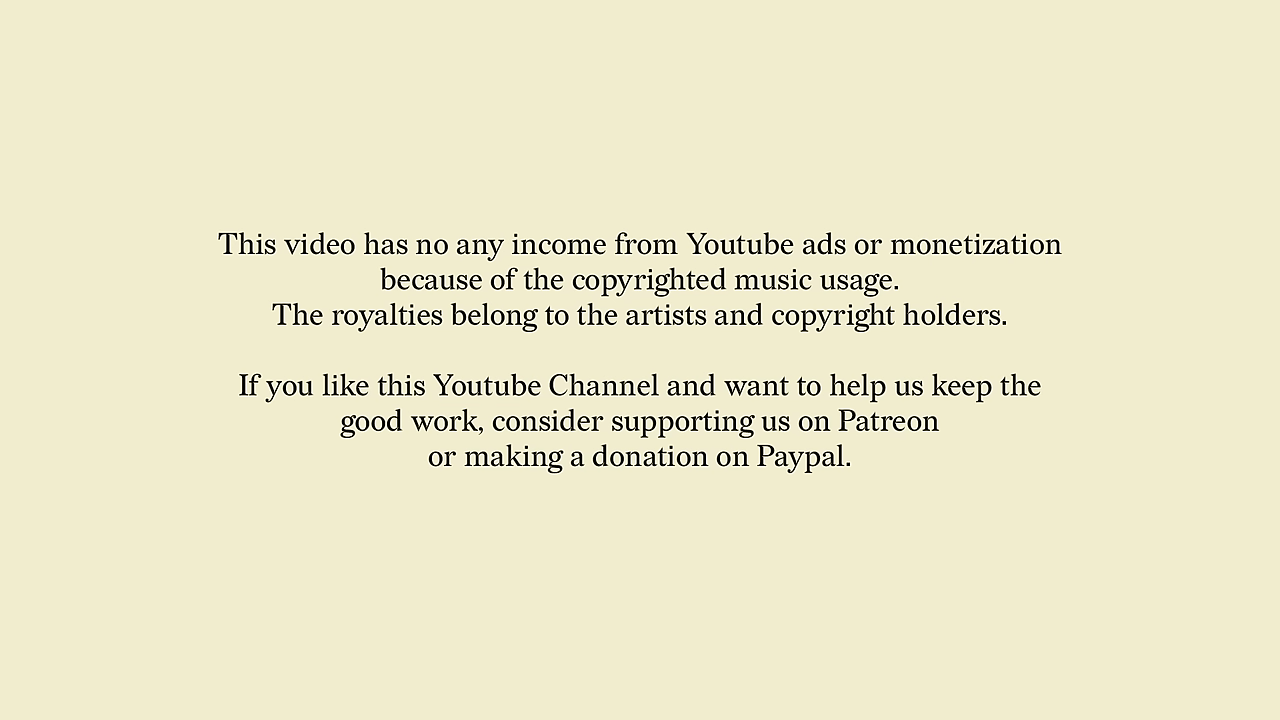 This video has no any income from Youtube ads or monetization
because of the copyrighted music usage.
The royalties belong to the artists and copyright holders.
If you like this Youtube Channel and want to help us keep the
good work, consider supporting us on Patreon
or making a donation on Paypal.